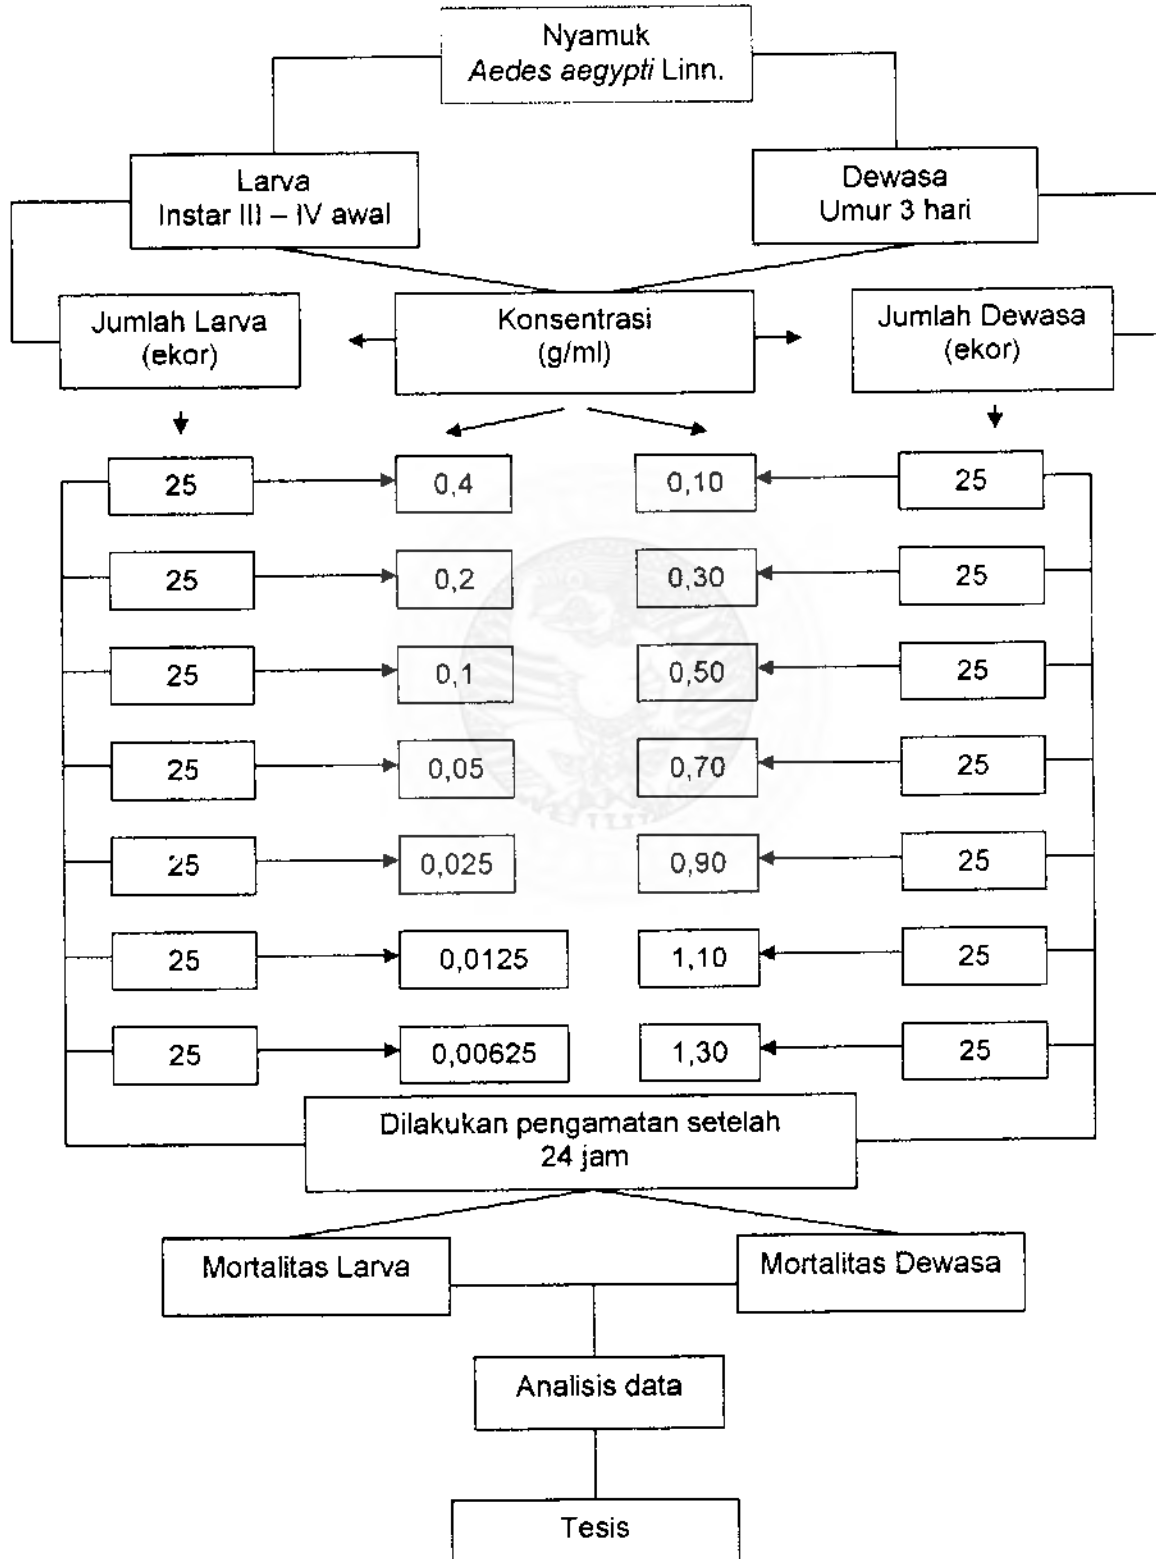 Nyamuk
Aedes aegypti Linn.
Larva
Instar III – IV awal
Dewasa
Umur 3 hari
Jumlah Larva
(ekor)
Konsentrasi
(g/ml)
Jumlah Dewasa
(ekor)
25
0,4
0,10
25
25
0,2
0,30
25
25
0,1
0,50
25
25
0,05
0,70
25
25
0,025
0,90
25
25
0,0125
1,10
25
25
0,00625
1,30
25
Dilakukan pengamatan setelah
24 jam
Mortalitas Larva
Mortalitas Dewasa
Analisis data
Tesis